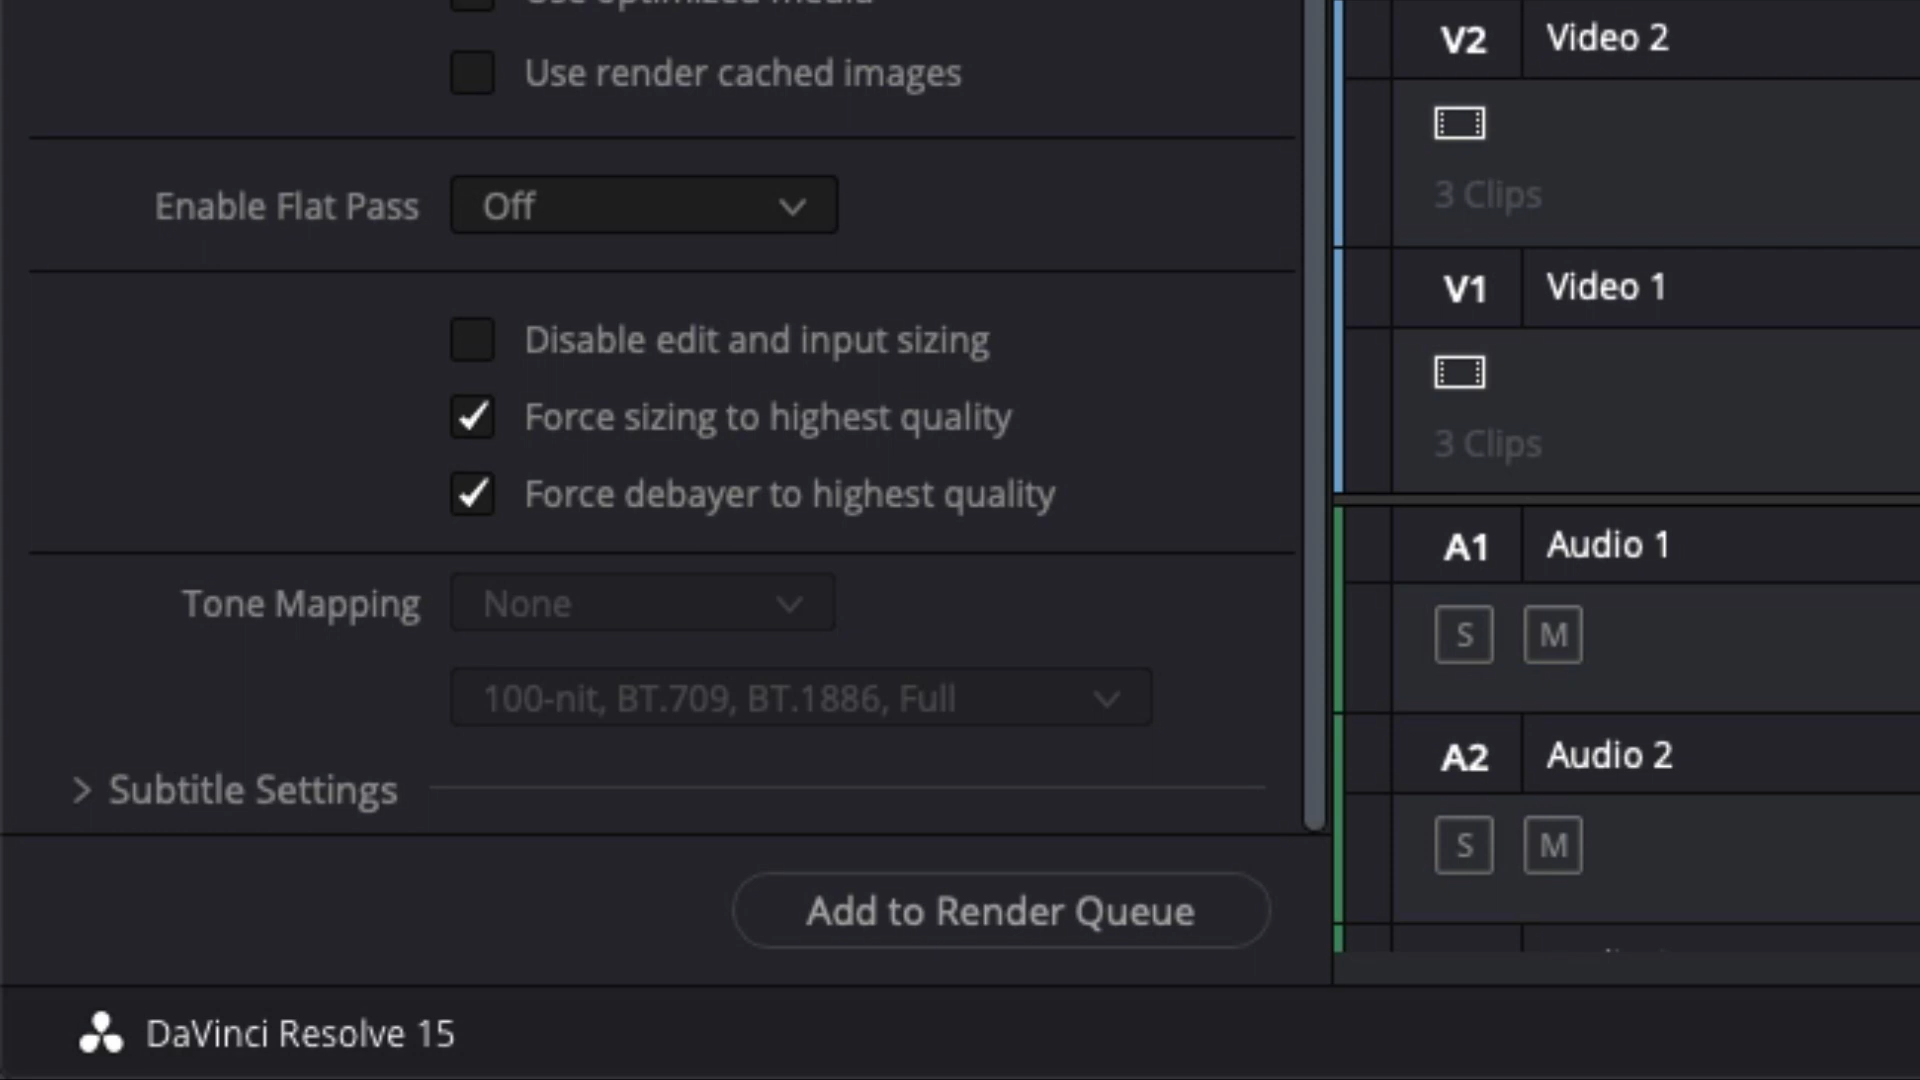 Use optimized media
Use render cached images
Enable Flat Pass
Off
Disable edit and input sizing
Force sizing to highest quality
Force debayer to highest quality
Tone Mapping
None
100-nit, BT.709, BT.1886, Full
> Subtitle Settings
Add to Render Queue
DaVinci Resolve 15
V2 Video 2
3 Clips
V1 Video 1
3 Clips
A1 Audio 1
S M
A2 Audio 2
S M